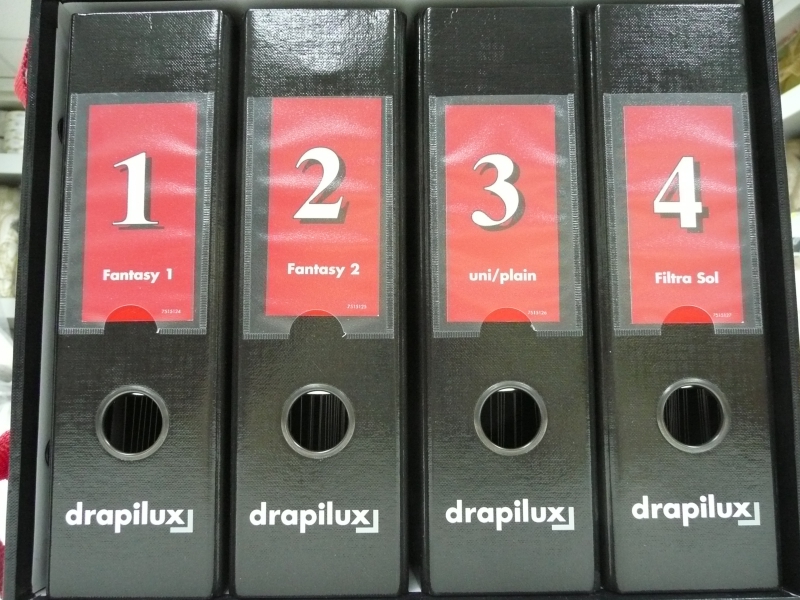 1
Fantasy 1
drapilux
2
Fantasy 2
drapilux
3
uni/plain
drapilux
4
Filtra Sol
drapilux